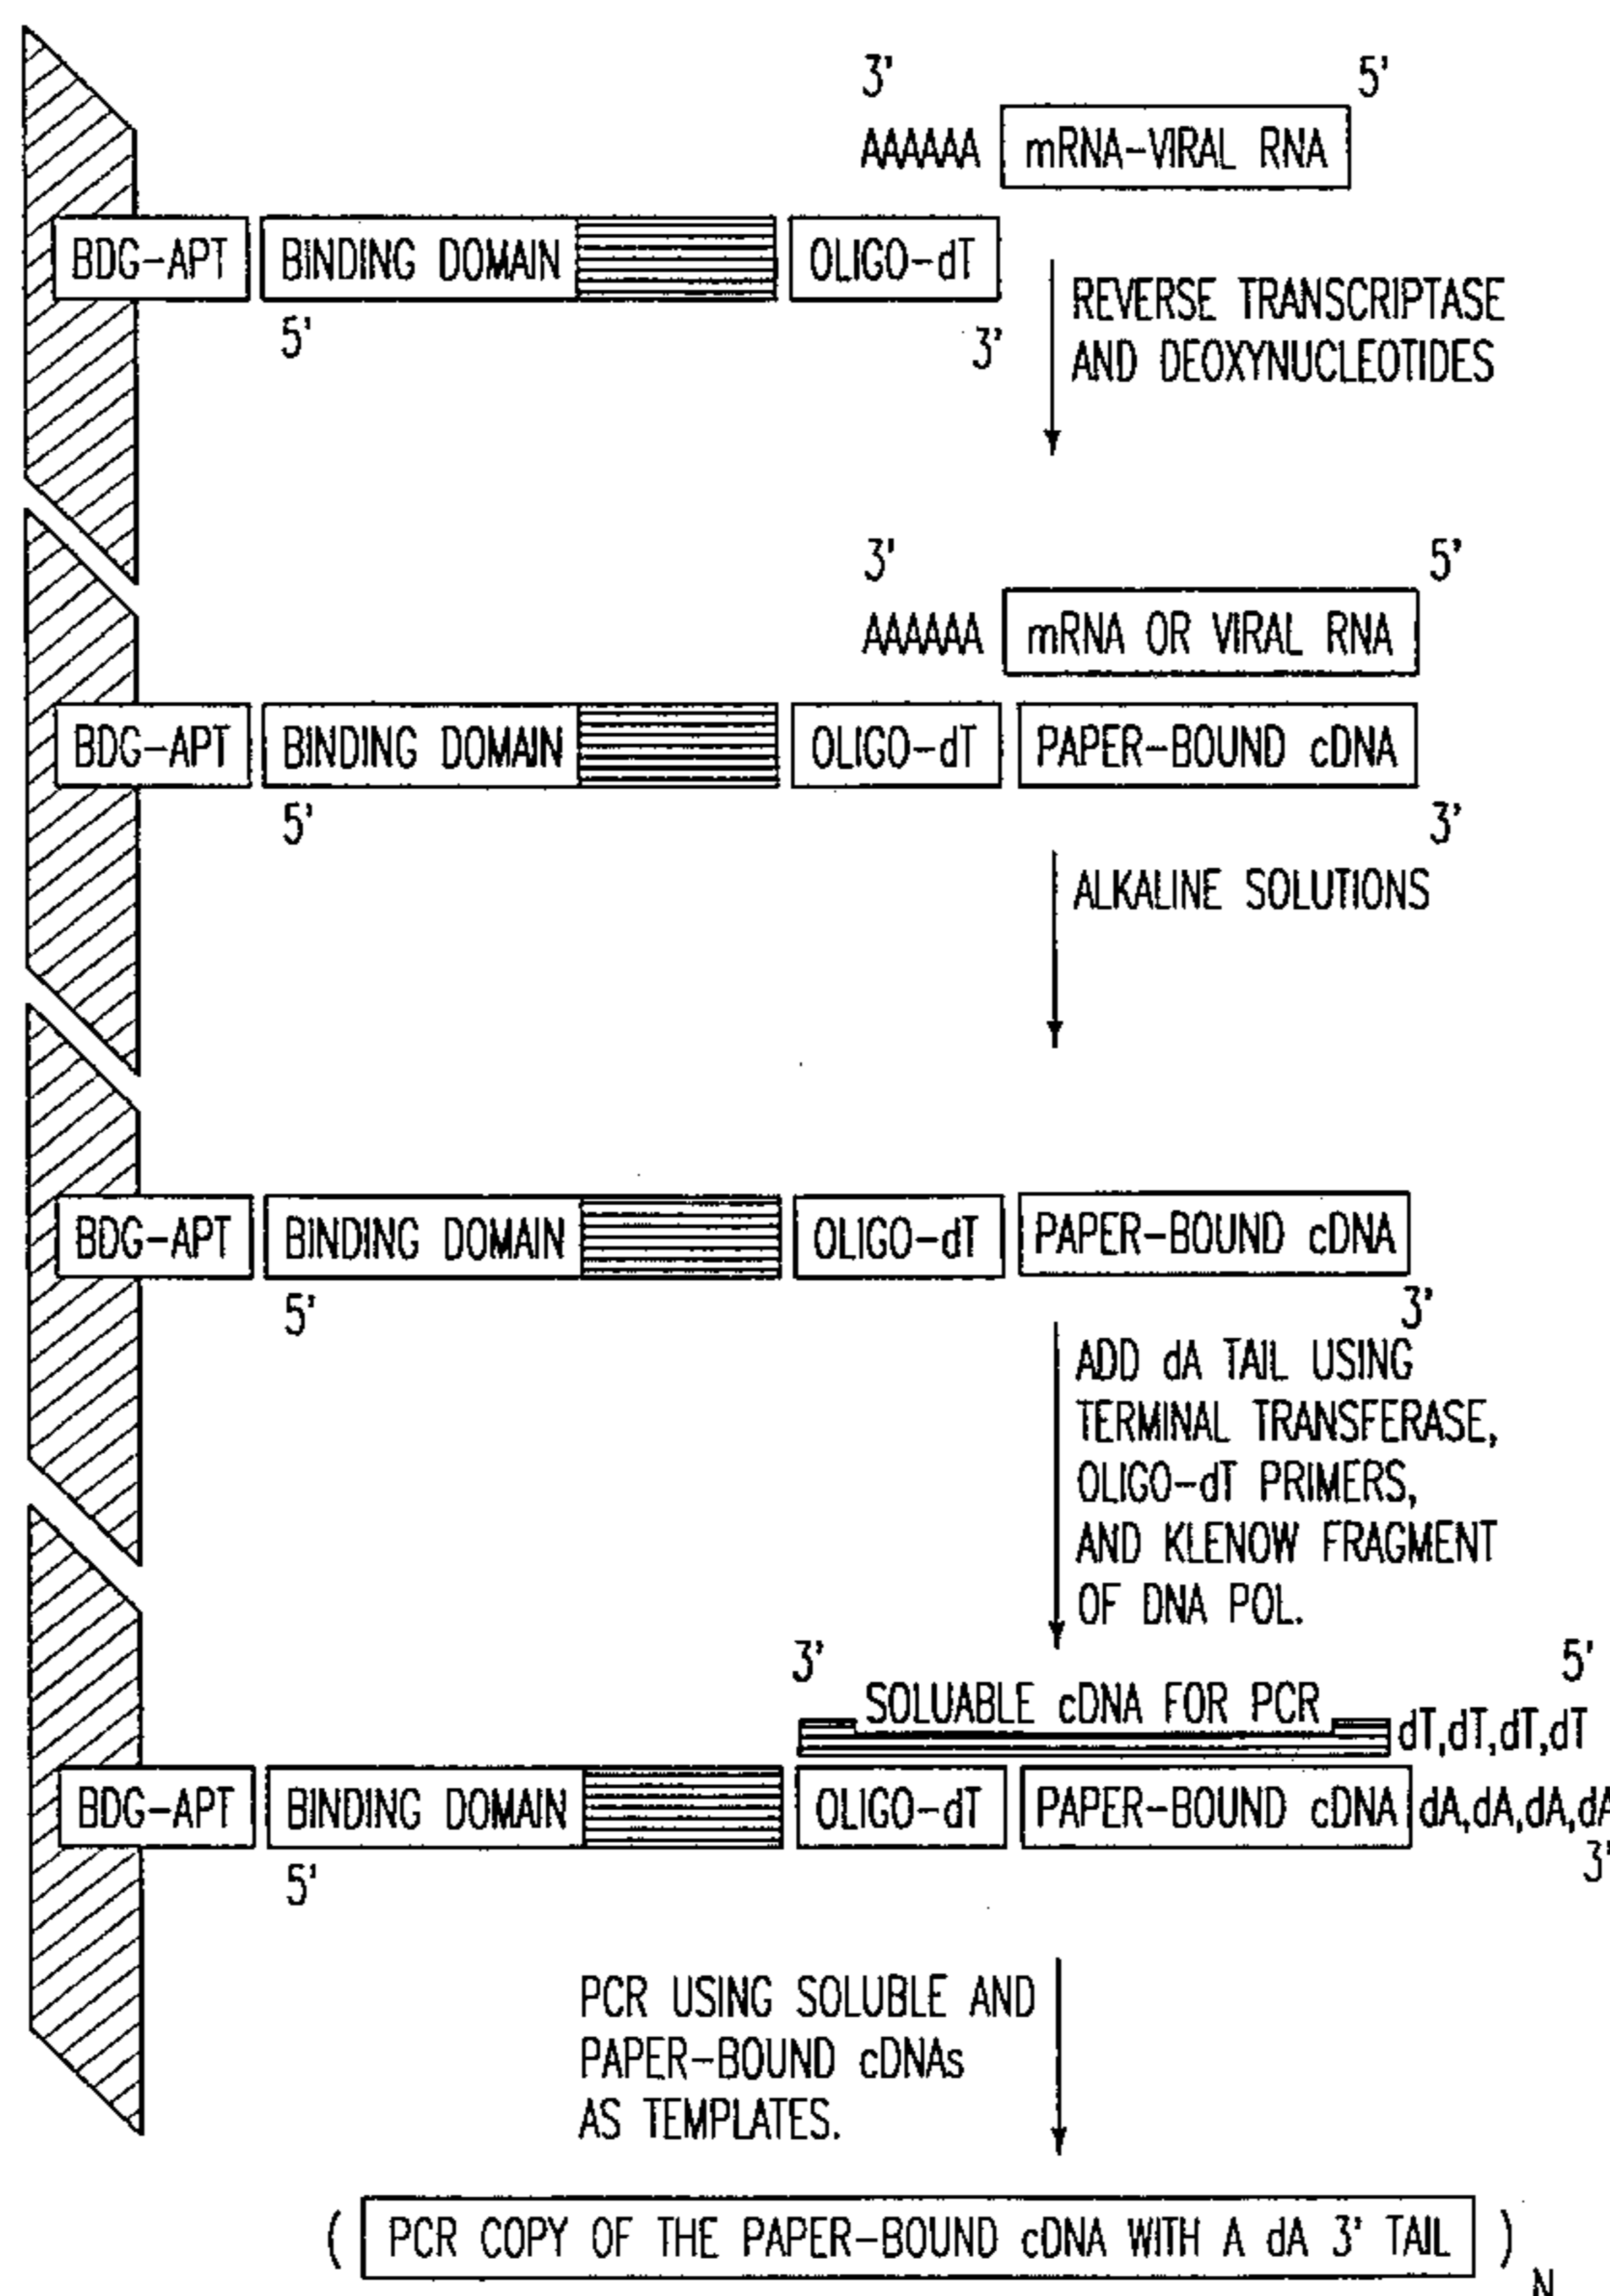 3' 5'
AAAAAA mRNA-VIRAL RNA
BDG-APT BINDING DOMAIN OLIGO-dT
5' 3'
REVERSE TRANSCRIPTASE
AND DEOXYNUCLEOTIDES
3' 5'
AAAAAA mRNA OR VIRAL RNA
BDG-APT BINDING DOMAIN OLIGO-dT PAPER-BOUND cDNA
5' 3'
ALKALINE SOLUTIONS
BDG-APT BINDING DOMAIN OLIGO-dT PAPER-BOUND cDNA
5' 3'
ADD dA TAIL USING
TERMINAL TRANSFERASE,
OLIGO-dT PRIMERS,
AND KLENOW FRAGMENT
OF DNA POL.
3' 5'
SOLUABLE cDNA FOR PCR dT,dT,dT,dT
BDG-APT BINDING DOMAIN OLIGO-dT PAPER-BOUND cDNA dA,dA,dA,dA
5' 3'
PCR USING SOLUBLE AND
PAPER-BOUND cDNAs
AS TEMPLATES.
( PCR COPY OF THE PAPER-BOUND cDNA WITH A dA 3' TAIL )
N